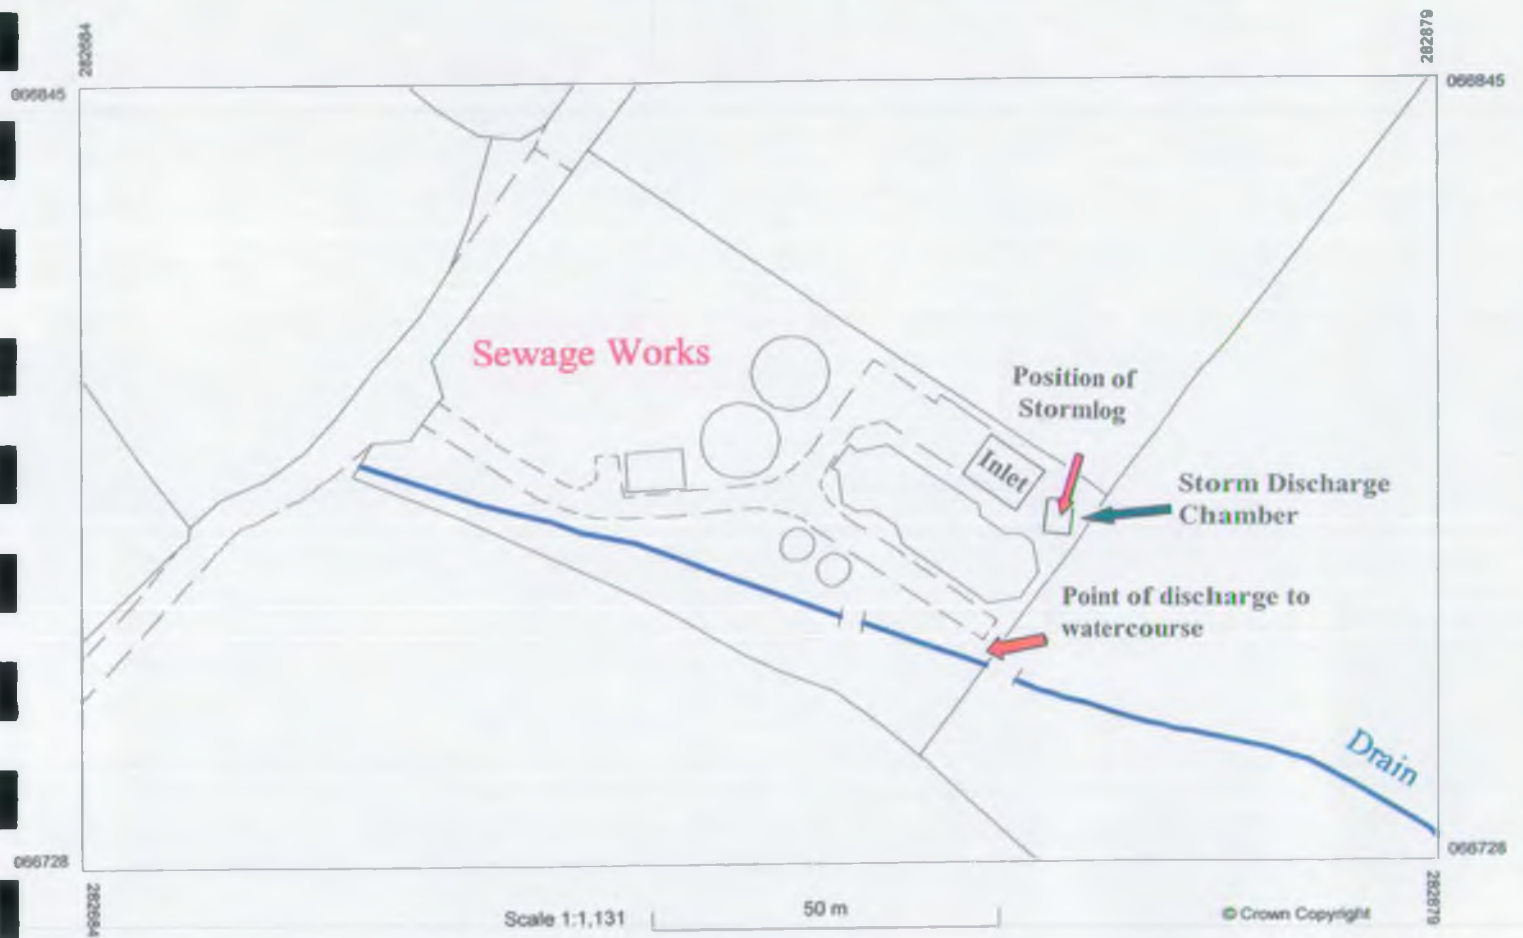 282684
282879
066845
066845
Sewage Works
Position of
Stormlog
Inlet
Storm Discharge
Chamber
Point of discharge to
watercourse
Drain
066728
066728
282684
282879
Scale 1:1,131
50 m
© Crown Copyright